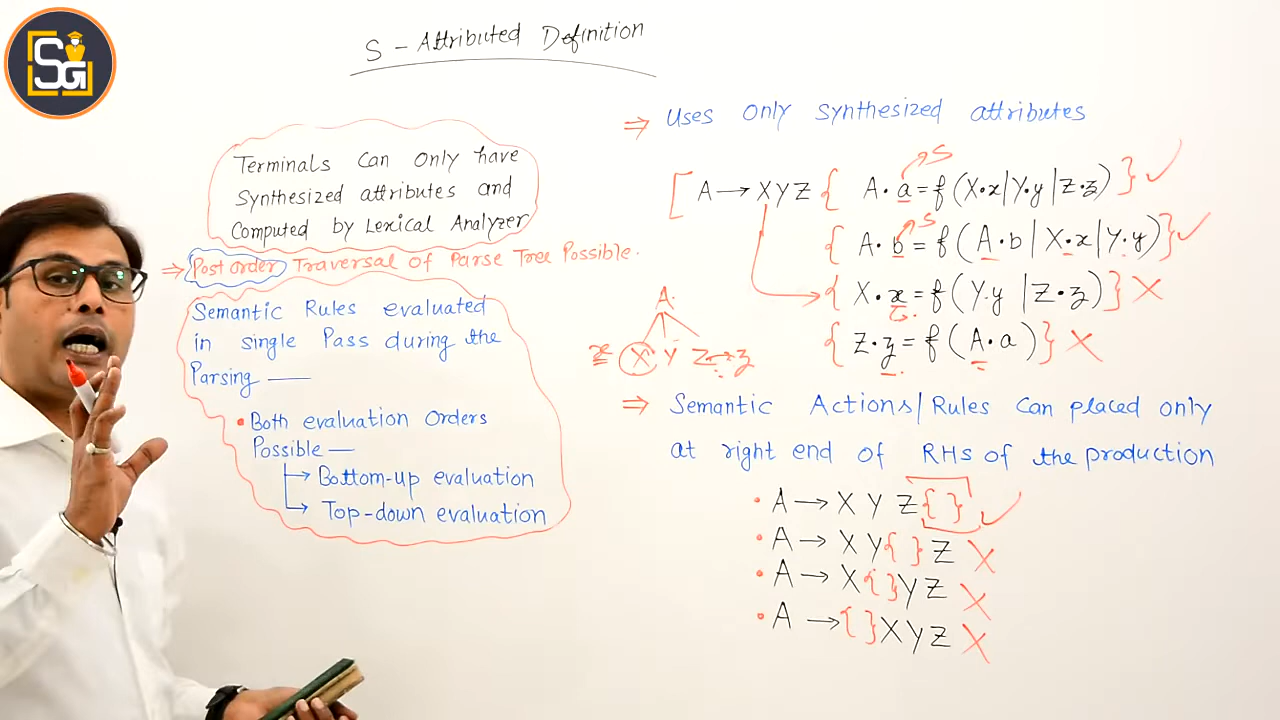 SG
S - Attributed Definition
Terminals Can only have
Synthesized attributes and
Computed by Lexical Analyzer
⇒ Post order Traversal of Parse Tree Possible.
Semantic Rules evaluated
in single Pass during the
Parsing —
• Both evaluation Orders
Possible —
→ Bottom-up evaluation
→ Top-down evaluation
⇒ Uses only synthesized attributes
[ A → X Y Z { A.a = f(X.x|Y.y|Z.z) } ✓
S
{ A.b = f(A.b|X.x|Y.y) } ✓
S
{ X.x = f(Y.y|Z.z) } X
{ Z.z = f(A.a) } X
A
x X Y Z → z
⇒ Semantic Actions/Rules Can placed only
at right end of RHS of the production
• A → X Y Z { } ✓
• A → X Y { } Z X
• A → X { } Y Z X
• A → { } X Y Z X